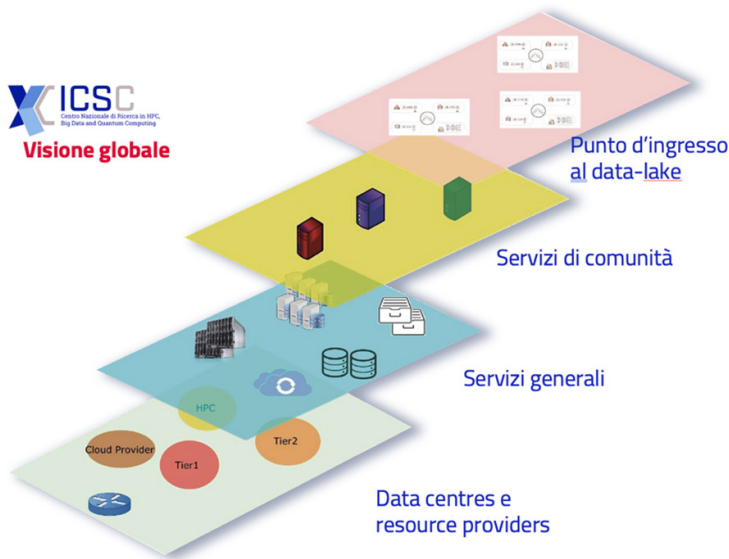 ICSC
Centro Nazionale di Ricerca in HPC,
Big Data and Quantum Computing
Visione globale
Punto d'ingresso
al data-lake
Servizi di comunità
Servizi generali
HPC
Cloud Provider
Tier2
Tier1
Data centres e
resource providers